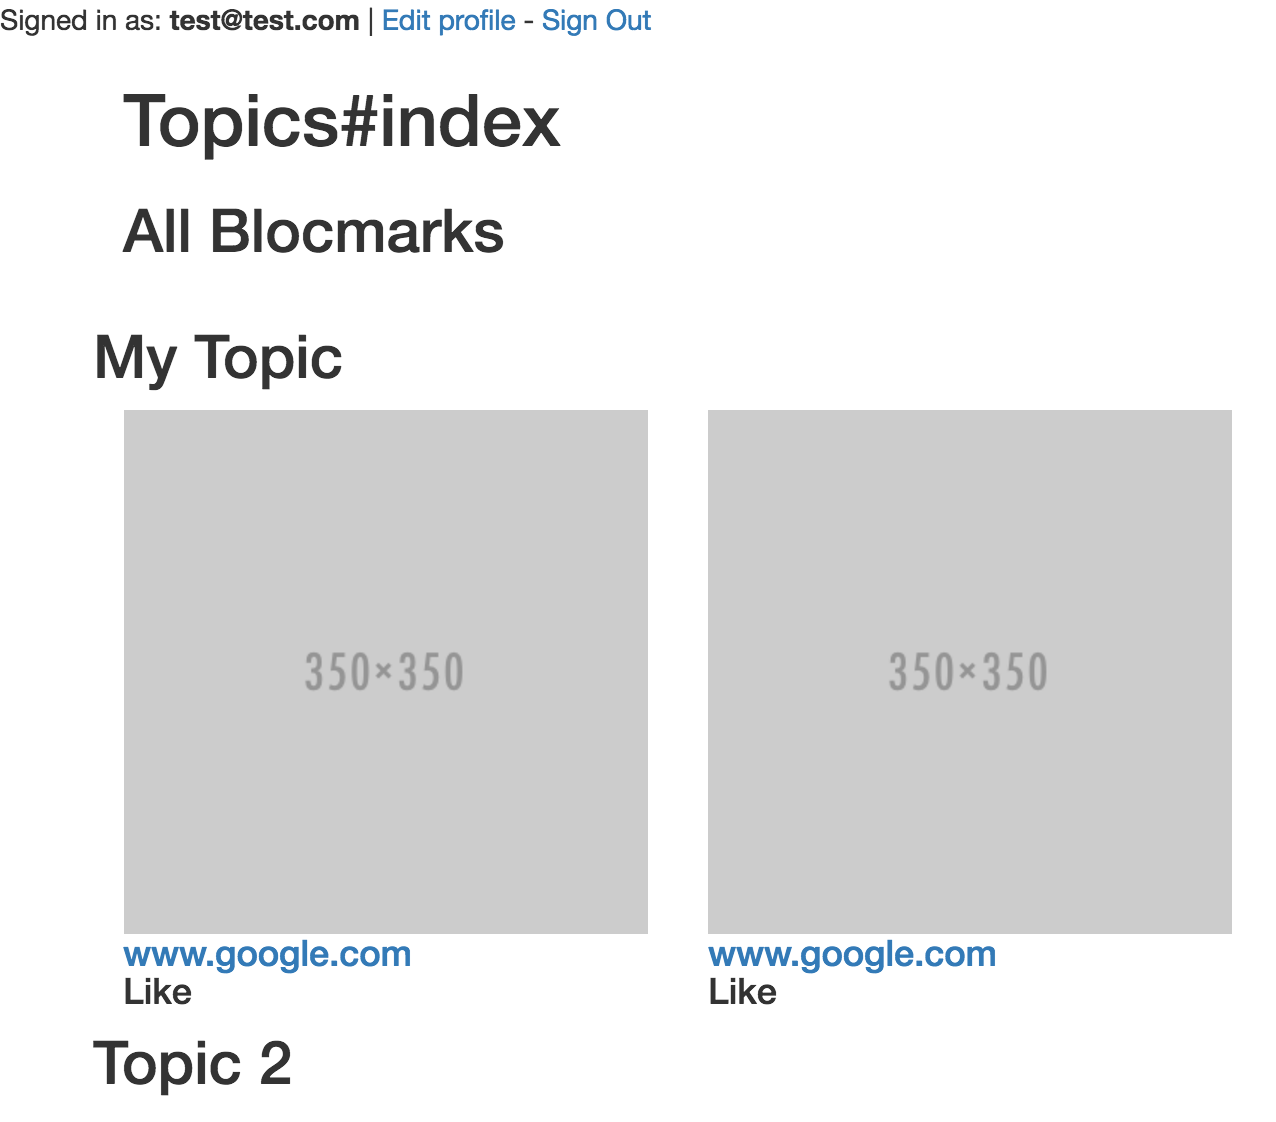 Signed in as: test@test.com | Edit profile - Sign Out
Topics#index
All Blocmarks
My Topic
350×350 350×350
www.google.com www.google.com
Like Like
Topic 2